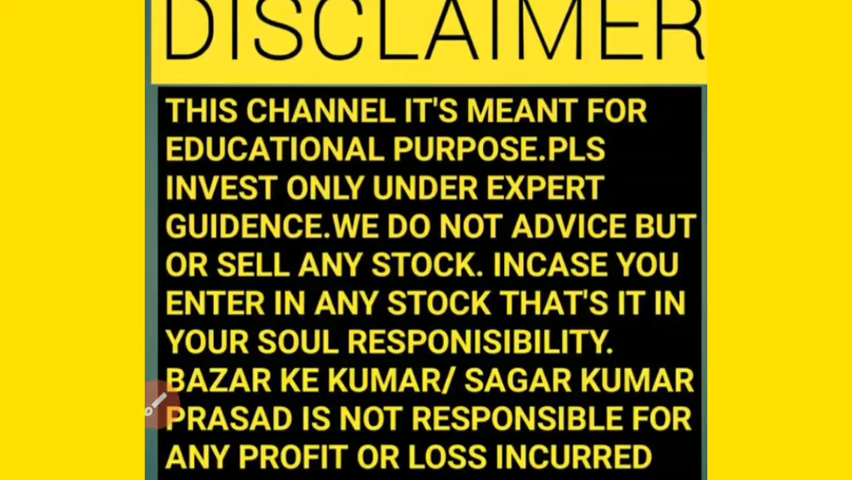 DISCLAIMER
THIS CHANNEL IT'S MEANT FOR
EDUCATIONAL PURPOSE.PLS
INVEST ONLY UNDER EXPERT
GUIDENCE.WE DO NOT ADVICE BUT
OR SELL ANY STOCK. INCASE YOU
ENTER IN ANY STOCK THAT'S IT IN
YOUR SOUL RESPONISIBILITY.
BAZAR KE KUMAR/ SAGAR KUMAR
PRASAD IS NOT RESPONSIBLE FOR
ANY PROFIT OR LOSS INCURRED